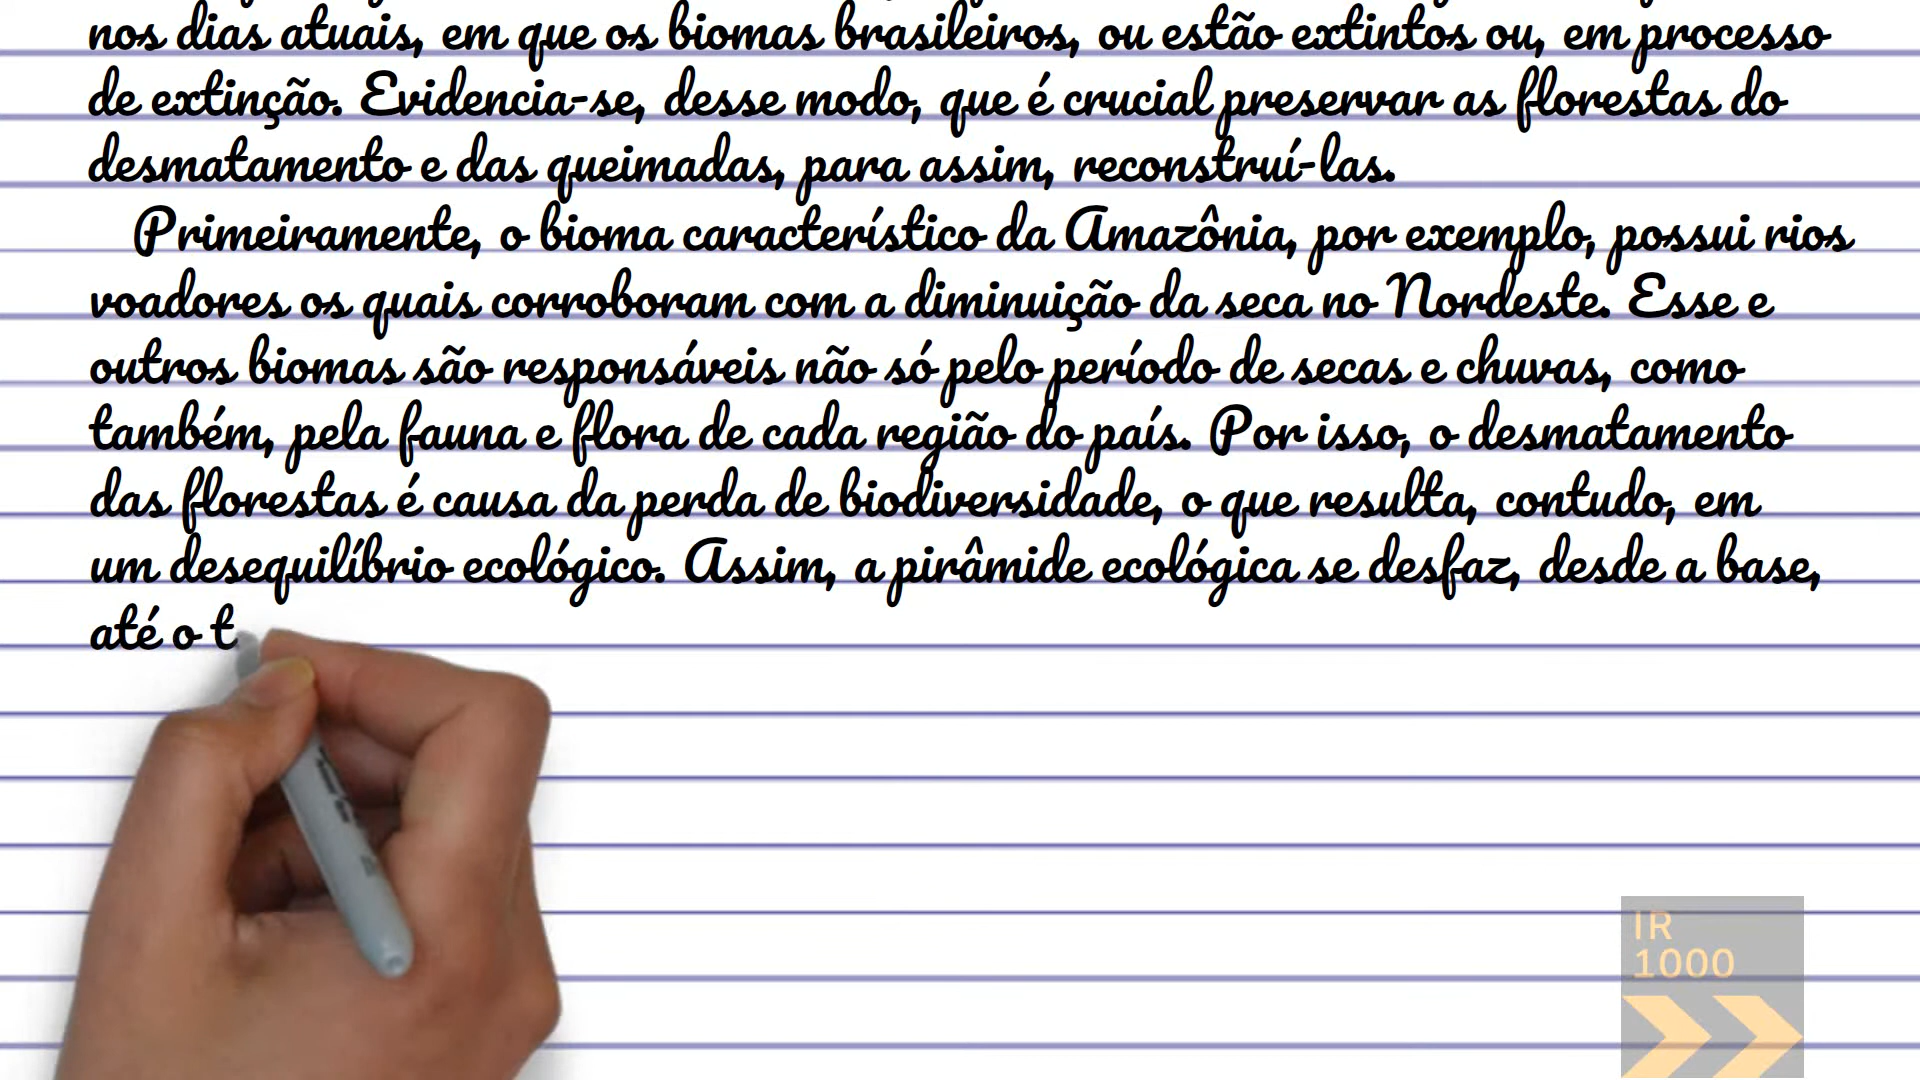 nos dias atuais, em que os biomas brasileiros, ou estão extintos ou, em processo
de extinção. Evidencia-se, desse modo, que é crucial preservar as florestas do
desmatamento e das queimadas, para assim, reconstruí-las.
Primeiramente, o bioma característico da Amazônia, por exemplo, possui rios
voadores os quais corroboram com a diminuição da seca no Nordeste. Esse e
outros biomas são responsáveis não só pelo período de secas e chuvas, como
também, pela fauna e flora de cada região do país. Por isso, o desmatamento
das florestas é causa da perda de biodiversidade, o que resulta, contudo, em
um desequilíbrio ecológico. Assim, a pirâmide ecológica se desfaz, desde a base,
até o t
IR
1000